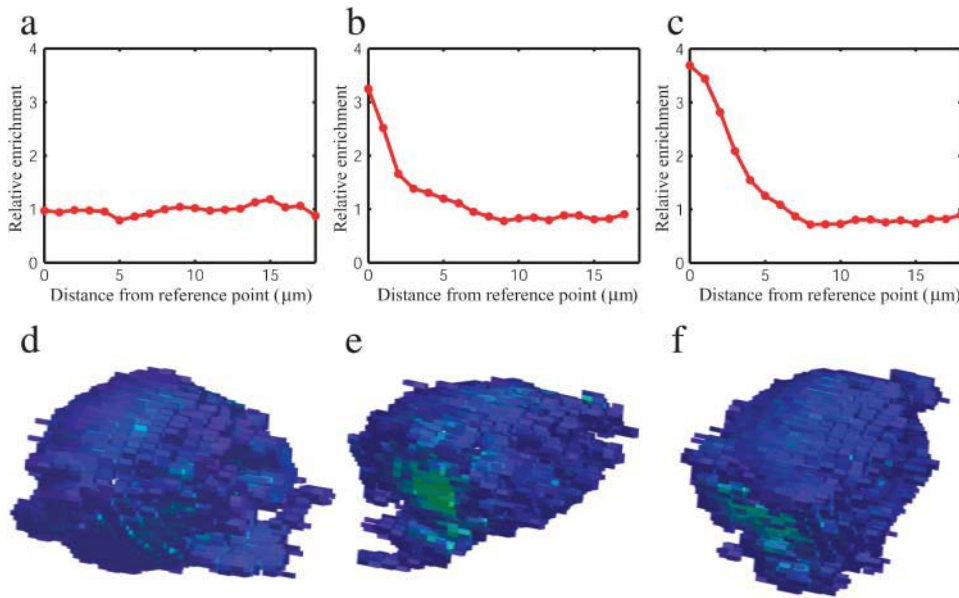 a
b
c
4
3
2
1
0
Relative enrichment
0 5 10 15
Distance from reference point (μm)
4
3
2
1
0
Relative enrichment
0 5 10 15
Distance from reference point (μm)
4
3
2
1
0
Relative enrichment
0 5 10 15
Distance from reference point (μm)
d
e
f